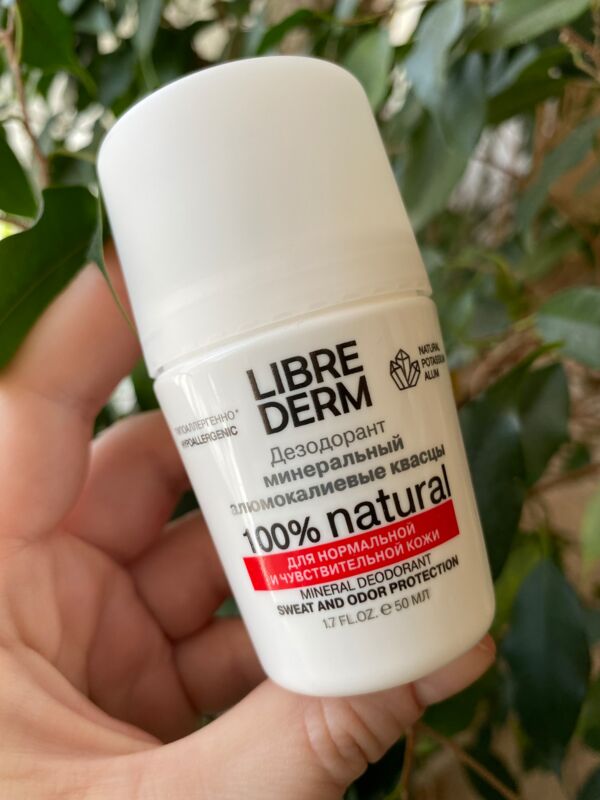 LIBRE
DERM
NATURAL
POTASSIUM
ALUM
ГИПОАЛЛЕРГЕННО*
HYPOALLERGENIC
Дезодорант
минеральный
алюмокалиевые квасцы
100% natural
ДЛЯ НОРМАЛЬНОЙ
И ЧУВСТВИТЕЛЬНОЙ КОЖИ
MINERAL DEODORANT
SWEAT AND ODOR PROTECTION
1.7 FL.OZ. ℮ 50 МЛ